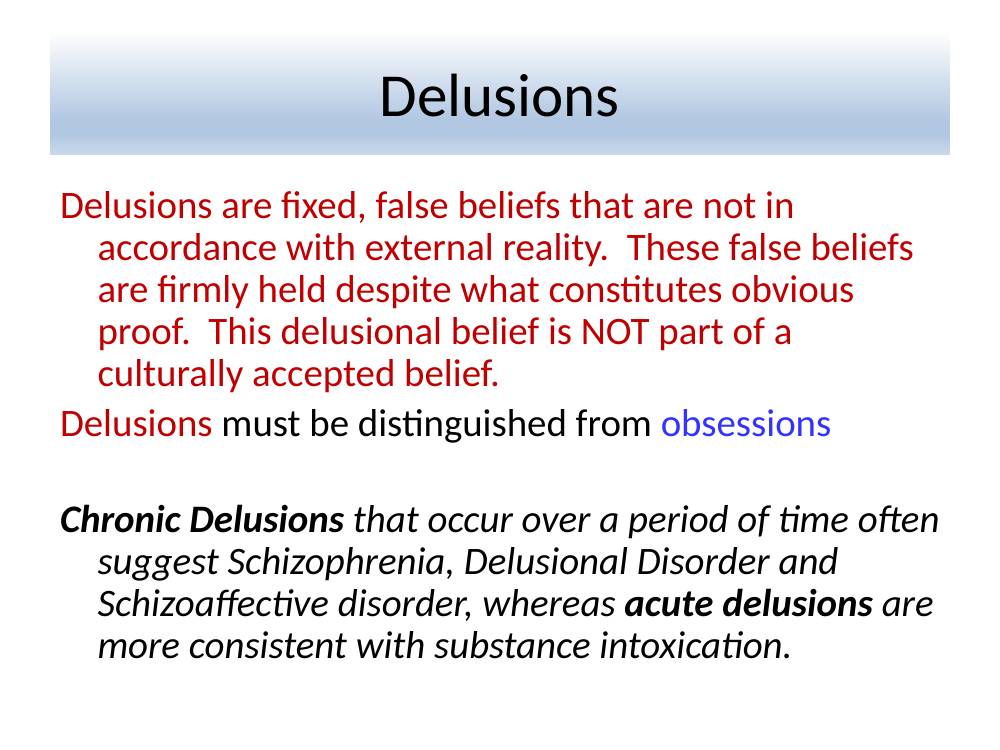 Delusions
Delusions are fixed, false beliefs that are not in
accordance with external reality.  These false beliefs
are firmly held despite what constitutes obvious
proof.  This delusional belief is NOT part of a
culturally accepted belief.
Delusions must be distinguished from obsessions
Chronic Delusions that occur over a period of time often
suggest Schizophrenia, Delusional Disorder and
Schizoaffective disorder, whereas acute delusions are
more consistent with substance intoxication.